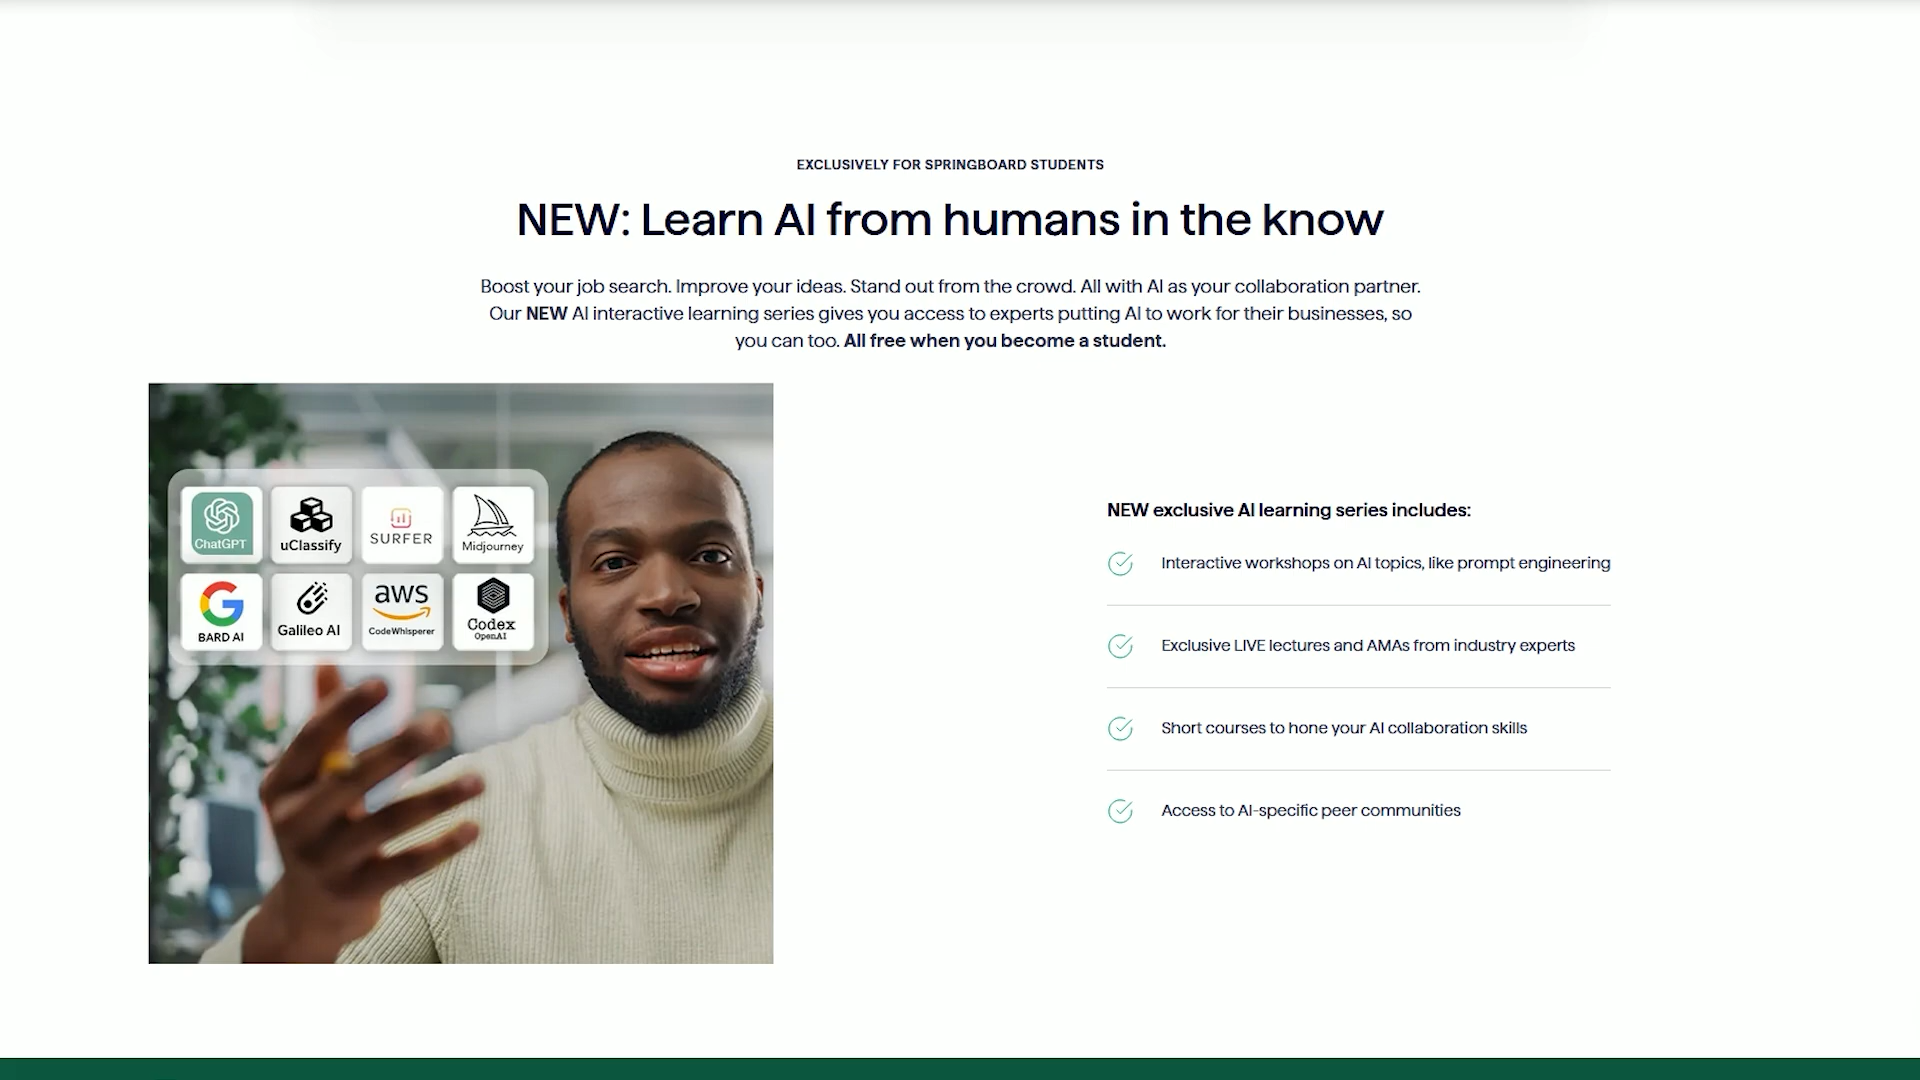 EXCLUSIVELY FOR SPRINGBOARD STUDENTS
NEW: Learn AI from humans in the know
Boost your job search. Improve your ideas. Stand out from the crowd. All with AI as your collaboration partner.
Our NEW AI interactive learning series gives you access to experts putting AI to work for their businesses, so
you can too. All free when you become a student.
ChatGPT
uClassify
SURFER
Midjourney
BARD AI
Galileo AI
aws
CodeWhisperer
Codex
OpenAI
NEW exclusive AI learning series includes:
Interactive workshops on AI topics, like prompt engineering
Exclusive LIVE lectures and AMAs from industry experts
Short courses to hone your AI collaboration skills
Access to AI-specific peer communities